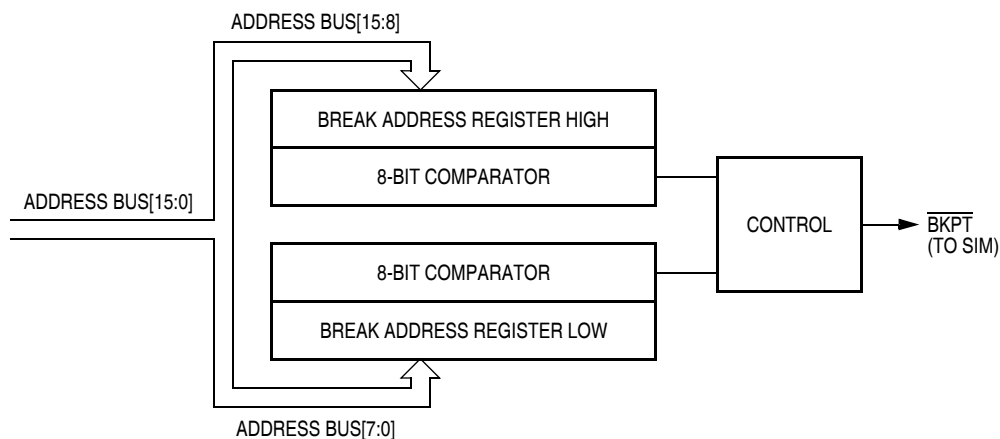 ADDRESS BUS[15:8]
BREAK ADDRESS REGISTER HIGH
8-BIT COMPARATOR
ADDRESS BUS[15:0]
CONTROL
BKPT
(TO SIM)
8-BIT COMPARATOR
BREAK ADDRESS REGISTER LOW
ADDRESS BUS[7:0]